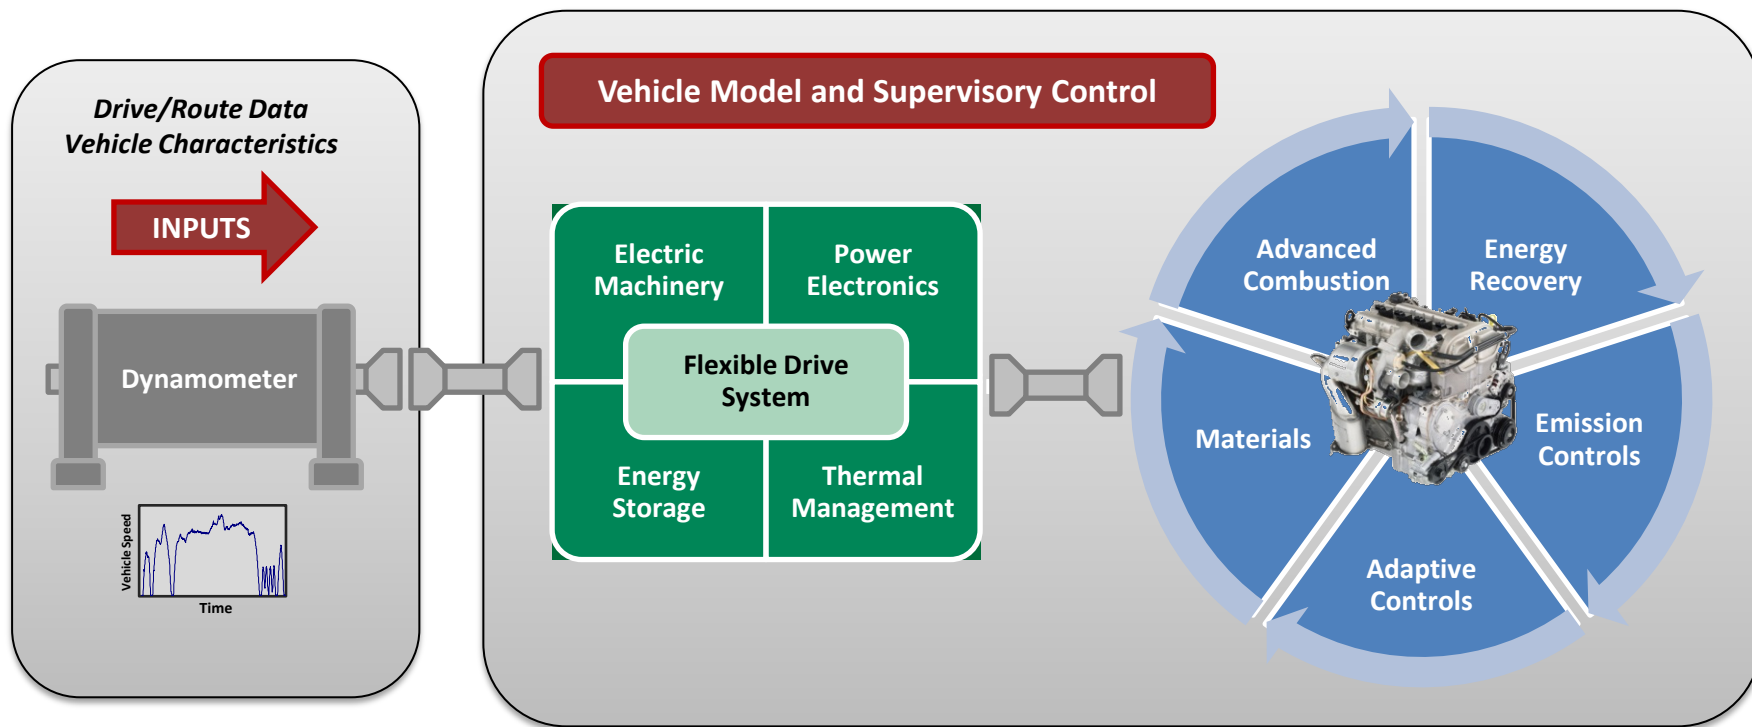 Drive/Route Data
Vehicle Characteristics
INPUTS
Dynamometer
Vehicle Speed
Time
Vehicle Model and Supervisory Control
Electric
Machinery
Power
Electronics
Flexible Drive
System
Energy
Storage
Thermal
Management
Advanced
Combustion
Energy
Recovery
Materials
Emission
Controls
Adaptive
Controls